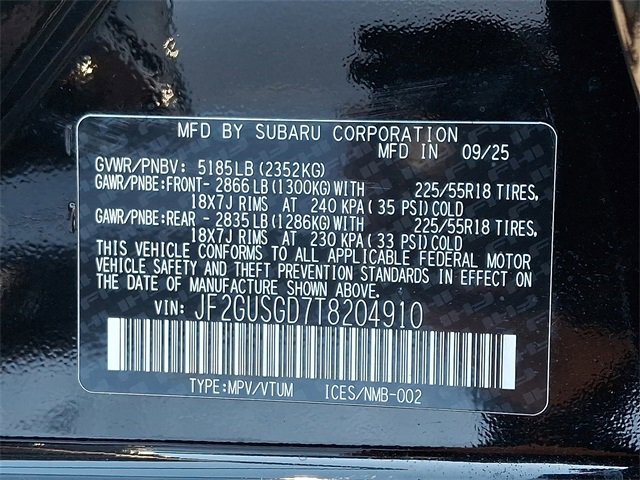 MFD BY SUBARU CORPORATION
MFD IN 09/25
GVWR/PNBV: 5185LB (2352KG)
GAWR/PNBE:FRONT- 2866 LB (1300KG) WITH 225/55R18 TIRES,
18X7J RIMS AT 240 KPA (35 PSI) COLD
GAWR/PNBE:REAR - 2835 LB (1286KG) WITH 225/55R18 TIRES,
18X7J RIMS AT 230 KPA (33 PSI) COLD
THIS VEHICLE CONFORMS TO ALL APPLICABLE FEDERAL MOTOR
VEHICLE SAFETY AND THEFT PREVENTION STANDARDS IN EFFECT ON
THE DATE OF MANUFACTURE SHOWN ABOVE.
VIN: JF2GUSGD7T8204910
TYPE:MPV/VTUM ICES/NMB-002